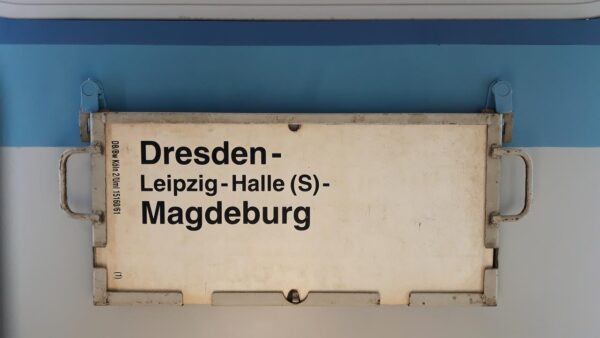 Dresden-
Leipzig-Halle (S)-
Magdeburg